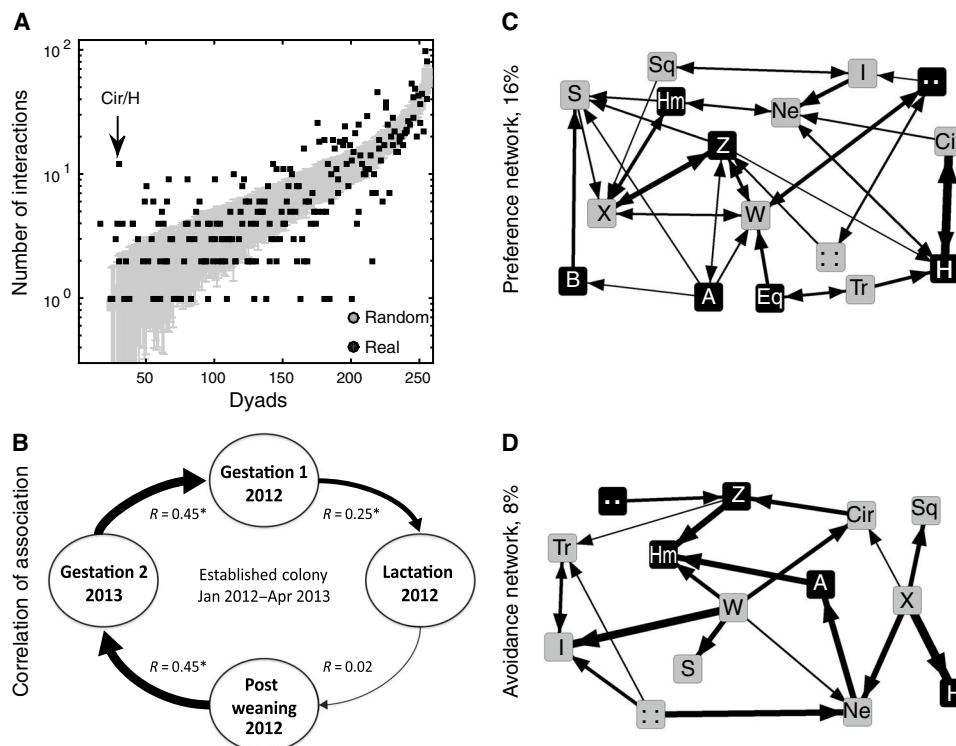 A
Number of interactions
10²
10¹
10⁰
Cir/H
Random
Real
50
100
150
200
250
Dyads
B
Correlation of association
Gestation 1
2012
R = 0.45*
R = 0.25*
Gestation 2
2013
Established colony
Jan 2012–Apr 2013
Lactation
2012
R = 0.45*
R = 0.02
Post
weaning
2012
C
Preference network, 16%
Sq
I
S
Hm
Ne
Ci
Z
X
W
H
B
A
Eq
Tr
D
Avoidance network, 8%
Z
Cir
Sq
Tr
Hm
A
W
X
I
S
H
Ne